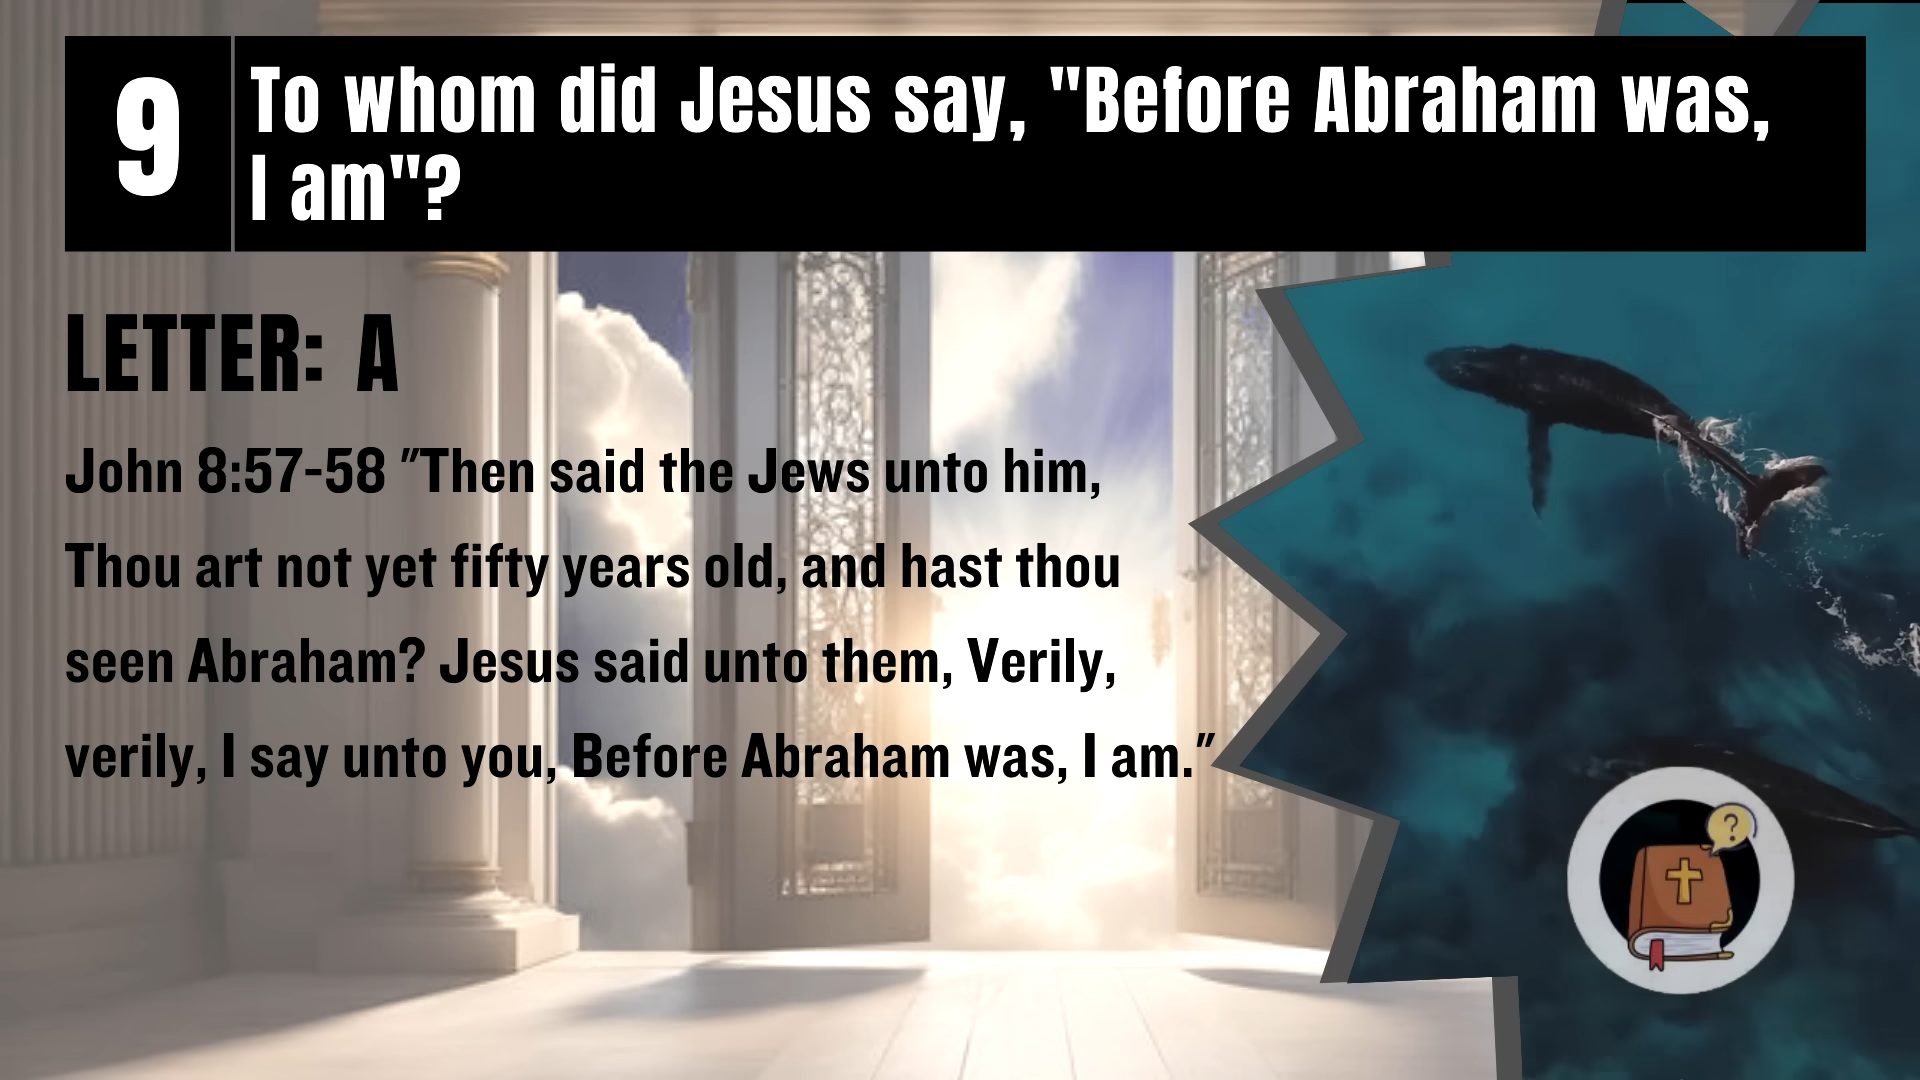 9
To whom did Jesus say, "Before Abraham was,
I am"?
LETTER: A
John 8:57-58 "Then said the Jews unto him,
Thou art not yet fifty years old, and hast thou
seen Abraham? Jesus said unto them, Verily,
verily, I say unto you, Before Abraham was, I am."
?